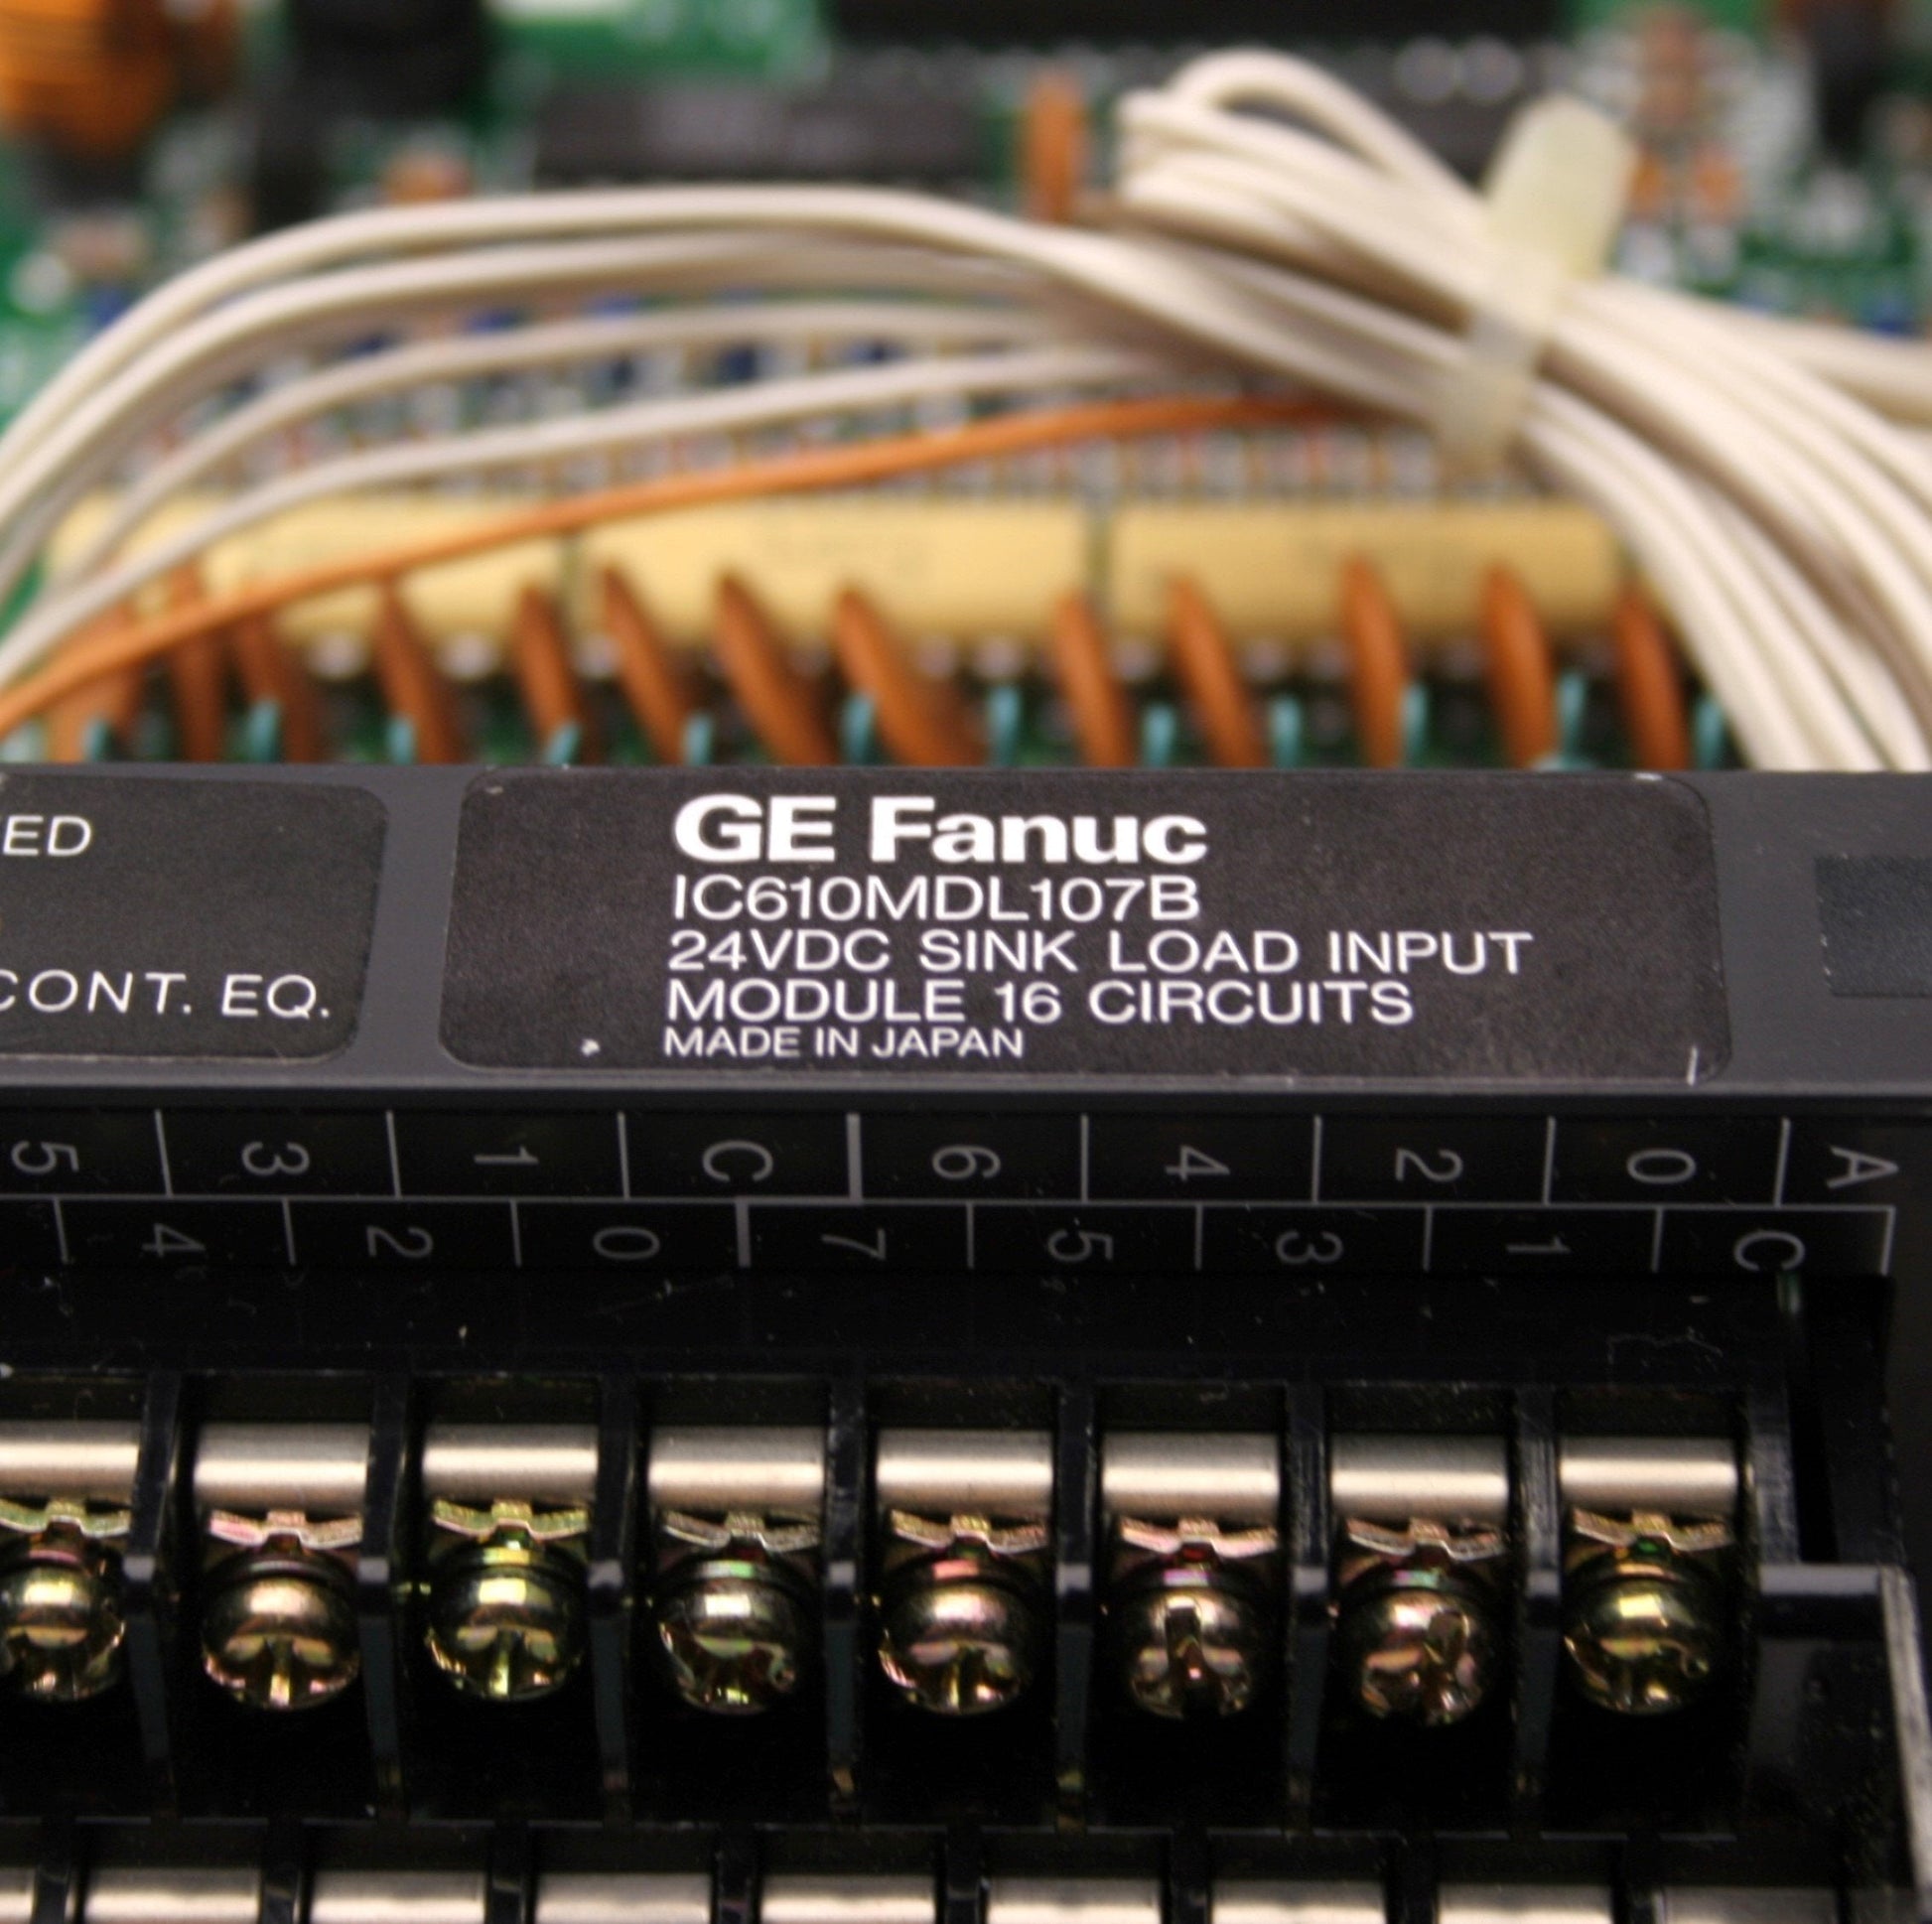 ED
CONT. EQ.
GE Fanuc
IC610MDL107B
24VDC SINK LOAD INPUT
MODULE 16 CIRCUITS
MADE IN JAPAN
5 3 1 C 6 4 2 0 A
4 2 0 7 5 3 1 C